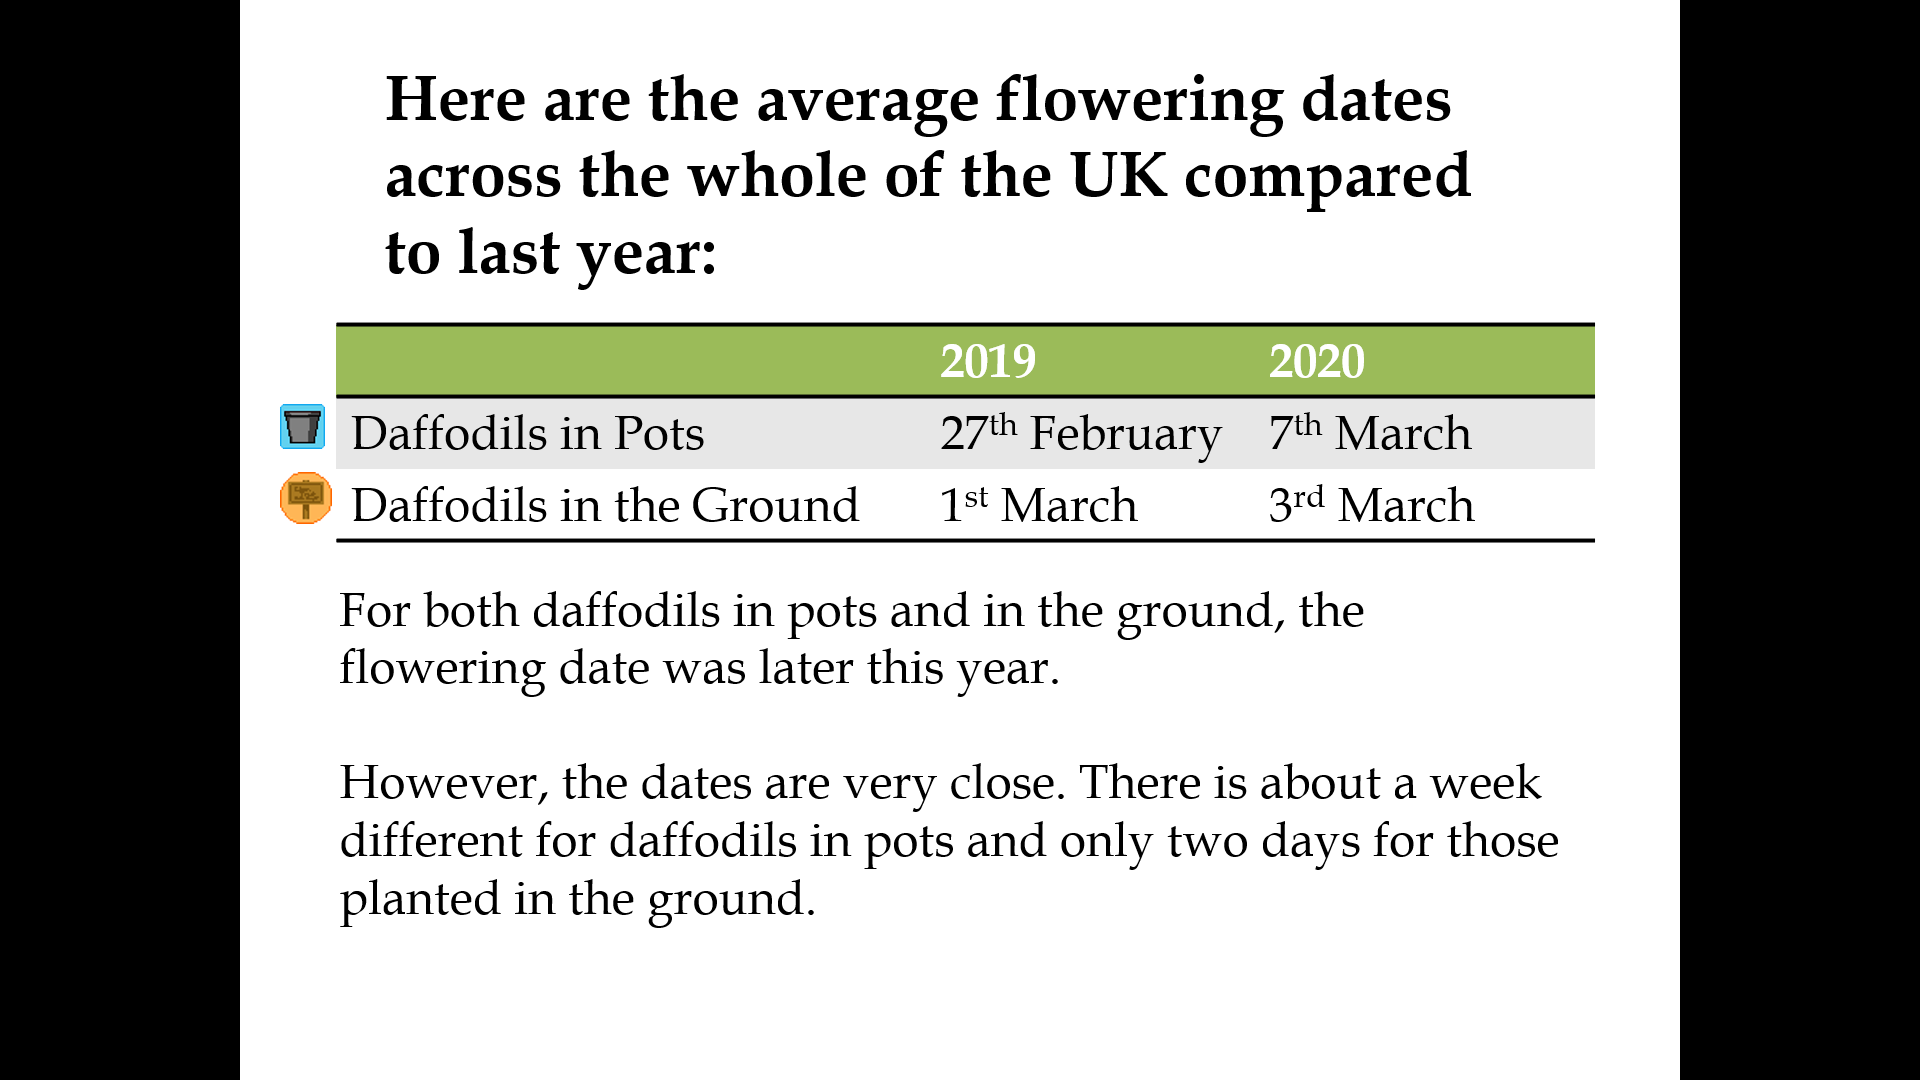 Here are the average flowering dates
across the whole of the UK compared
to last year:
2019 2020
Daffodils in Pots 27th February 7th March
Daffodils in the Ground 1st March 3rd March
For both daffodils in pots and in the ground, the
flowering date was later this year.
However, the dates are very close. There is about a week
different for daffodils in pots and only two days for those
planted in the ground.